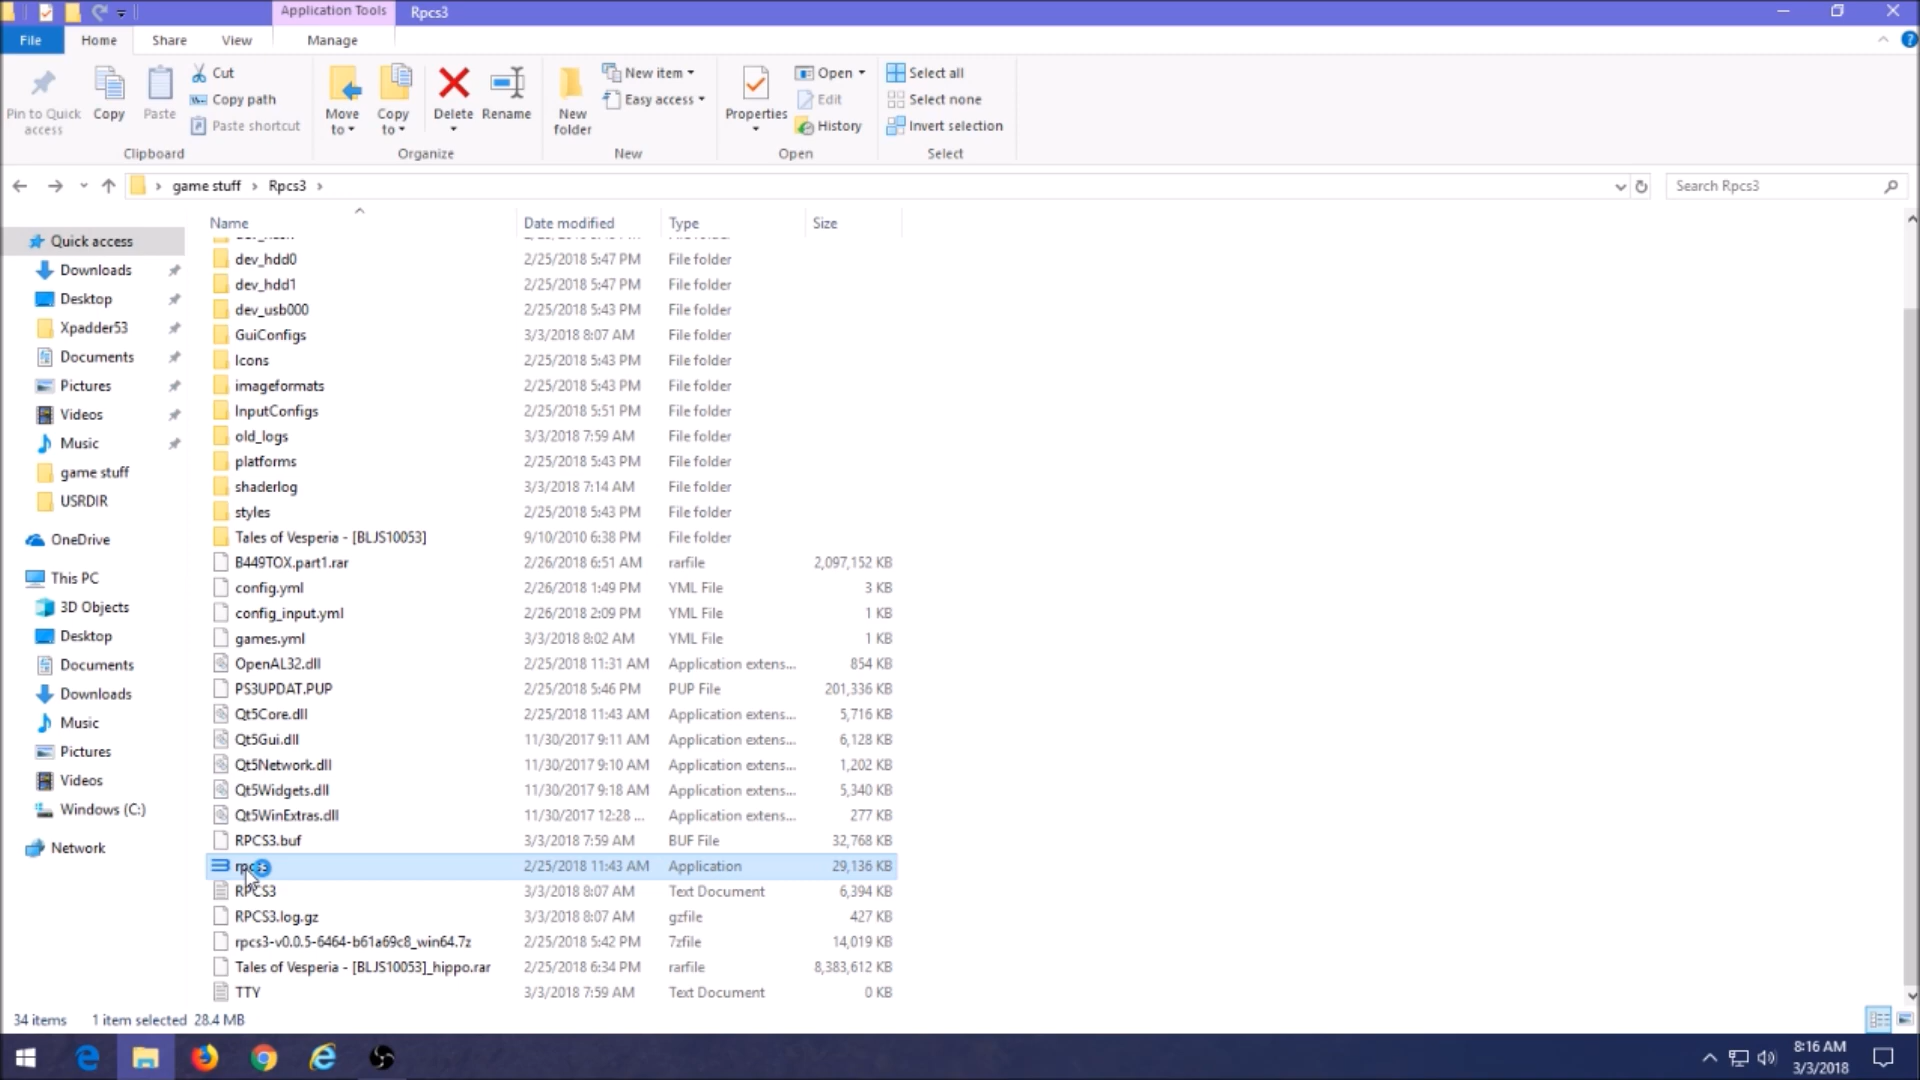 Application Tools Rpcs3
File Home Share View Manage
Pin to Quick access
Copy
Paste
Cut
Copy path
Paste shortcut
Clipboard
Move to
Copy to
Delete
Rename
Organize
New folder
New item
Easy access
New
Properties
Open
Edit
History
Open
Select all
Select none
Invert selection
Select
game stuff Rpcs3
Search Rpcs3
Quick access
Downloads
Desktop
Xpadder53
Documents
Pictures
Videos
Music
game stuff
USRDIR
OneDrive
This PC
3D Objects
Desktop
Documents
Downloads
Music
Pictures
Videos
Windows (C:)
Network
Name Date modified Type Size
dev_hdd0 2/25/2018 5:47 PM File folder
dev_hdd1 2/25/2018 5:47 PM File folder
dev_usb000 2/25/2018 5:43 PM File folder
GuiConfigs 3/3/2018 8:07 AM File folder
Icons 2/25/2018 5:43 PM File folder
imageformats 2/25/2018 5:43 PM File folder
InputConfigs 2/25/2018 5:51 PM File folder
old_logs 3/3/2018 7:59 AM File folder
platforms 2/25/2018 5:43 PM File folder
shaderlog 3/3/2018 7:14 AM File folder
styles 2/25/2018 5:43 PM File folder
Tales of Vesperia - [BLJS10053] 9/10/2010 6:38 PM File folder
B449TOX.part1.rar 2/26/2018 6:51 AM rarfile 2,097,152 KB
config.yml 2/26/2018 1:49 PM YML File 3 KB
config_input.yml 2/26/2018 2:09 PM YML File 1 KB
games.yml 3/3/2018 8:02 AM YML File 1 KB
OpenAL32.dll 2/25/2018 11:31 AM Application extens... 854 KB
PS3UPDAT.PUP 2/25/2018 5:46 PM PUP File 201,336 KB
Qt5Core.dll 2/25/2018 11:43 AM Application extens... 5,716 KB
Qt5Gui.dll 11/30/2017 9:11 AM Application extens... 6,128 KB
Qt5Network.dll 11/30/2017 9:10 AM Application extens... 1,202 KB
Qt5Widgets.dll 11/30/2017 9:18 AM Application extens... 5,340 KB
Qt5WinExtras.dll 11/30/2017 12:28 ... Application extens... 277 KB
RPCS3.buf 3/3/2018 7:59 AM BUF File 32,768 KB
rpcs3 2/25/2018 11:43 AM Application 29,136 KB
RPCS3 3/3/2018 8:07 AM Text Document 6,394 KB
RPCS3.log.gz 3/3/2018 8:07 AM gzfile 427 KB
rpcs3-v0.0.5-6464-b61a69c8_win64.7z 2/25/2018 5:42 PM 7zfile 14,019 KB
Tales of Vesperia - [BLJS10053]_hippo.rar 2/25/2018 6:34 PM rarfile 8,383,612 KB
TTY 3/3/2018 7:59 AM Text Document 0 KB
34 items 1 item selected 28.4 MB
8:16 AM
3/3/2018